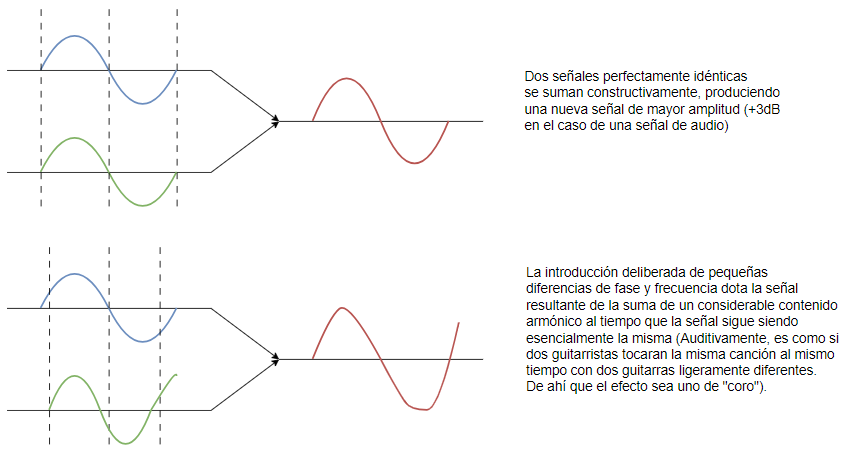 Dos señales perfectamente idénticas
se suman constructivamente, produciendo
una nueva señal de mayor amplitud (+3dB
en el caso de una señal de audio)
La introducción deliberada de pequeñas
diferencias de fase y frecuencia dota la señal
resultante de la suma de un considerable contenido
armónico al tiempo que la señal sigue siendo
esencialmente la misma (Auditivamente, es como si
dos guitarristas tocaran la misma canción al mismo
tiempo con dos guitarras ligeramente diferentes.
De ahí que el efecto sea uno de "coro").